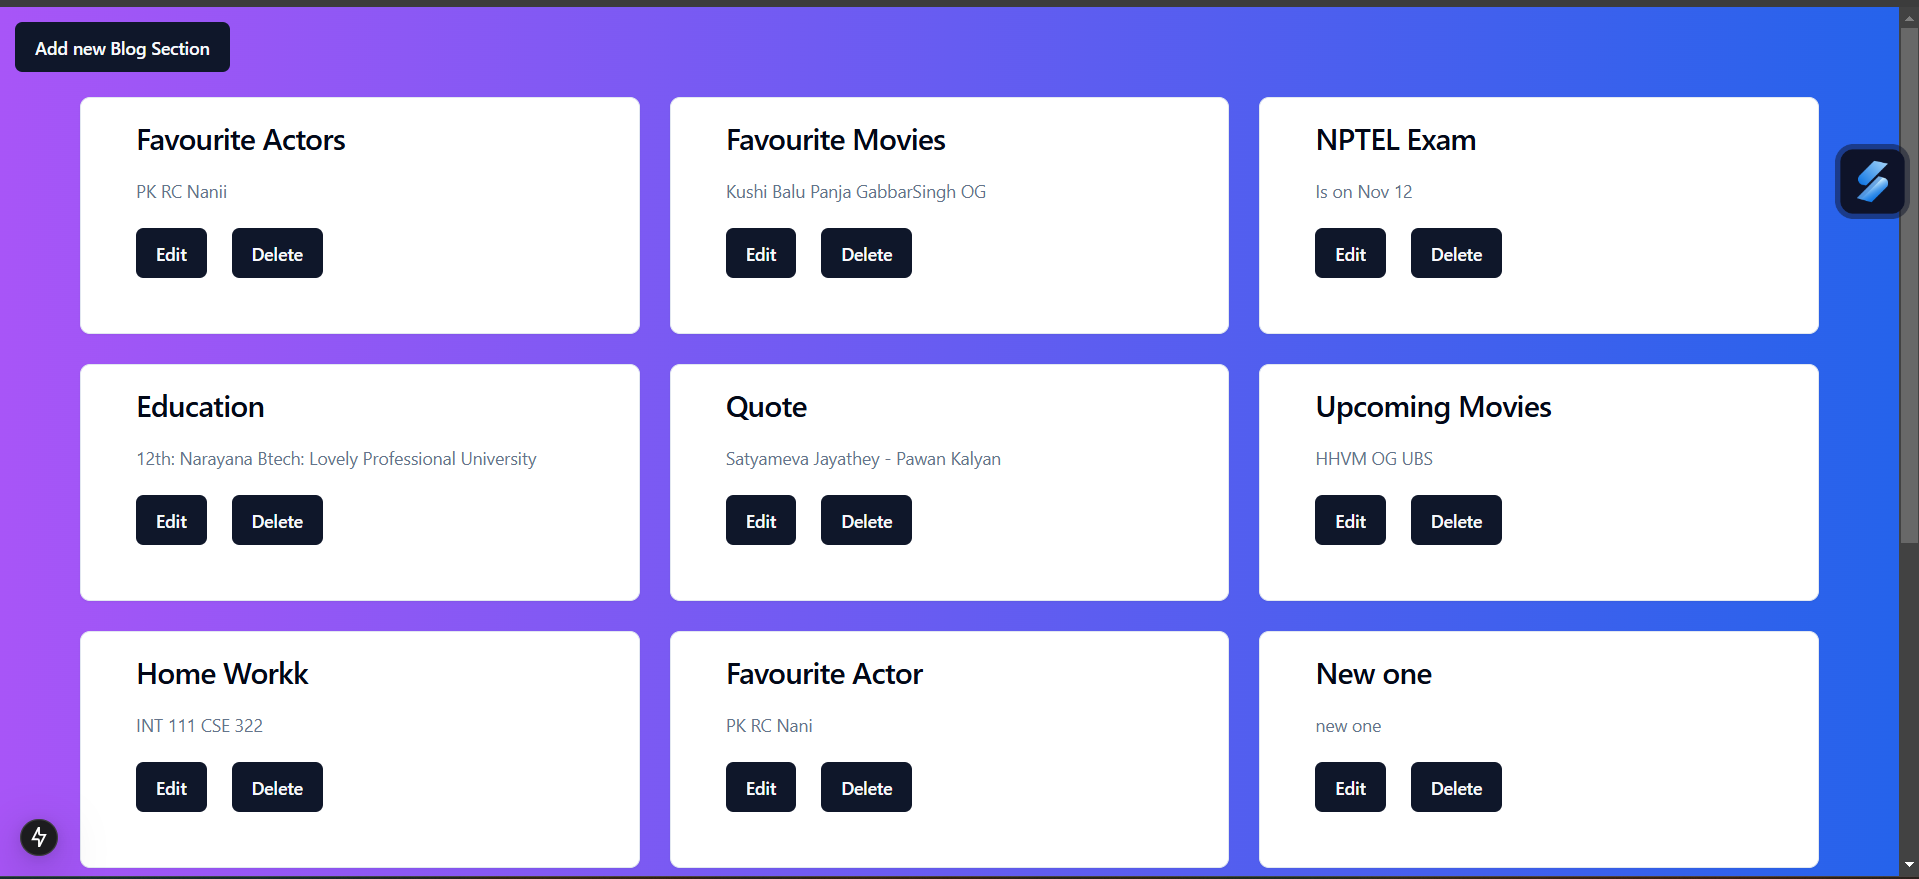 Add new Blog Section
Favourite Actors
PK RC Nanii
Edit
Delete
Favourite Movies
Kushi Balu Panja GabbarSingh OG
Edit
Delete
NPTEL Exam
Is on Nov 12
Edit
Delete
Education
12th: Narayana Btech: Lovely Professional University
Edit
Delete
Quote
Satyameva Jayathey - Pawan Kalyan
Edit
Delete
Upcoming Movies
HHVM OG UBS
Edit
Delete
Home Workk
INT 111 CSE 322
Edit
Delete
Favourite Actor
PK RC Nani
Edit
Delete
New one
new one
Edit
Delete